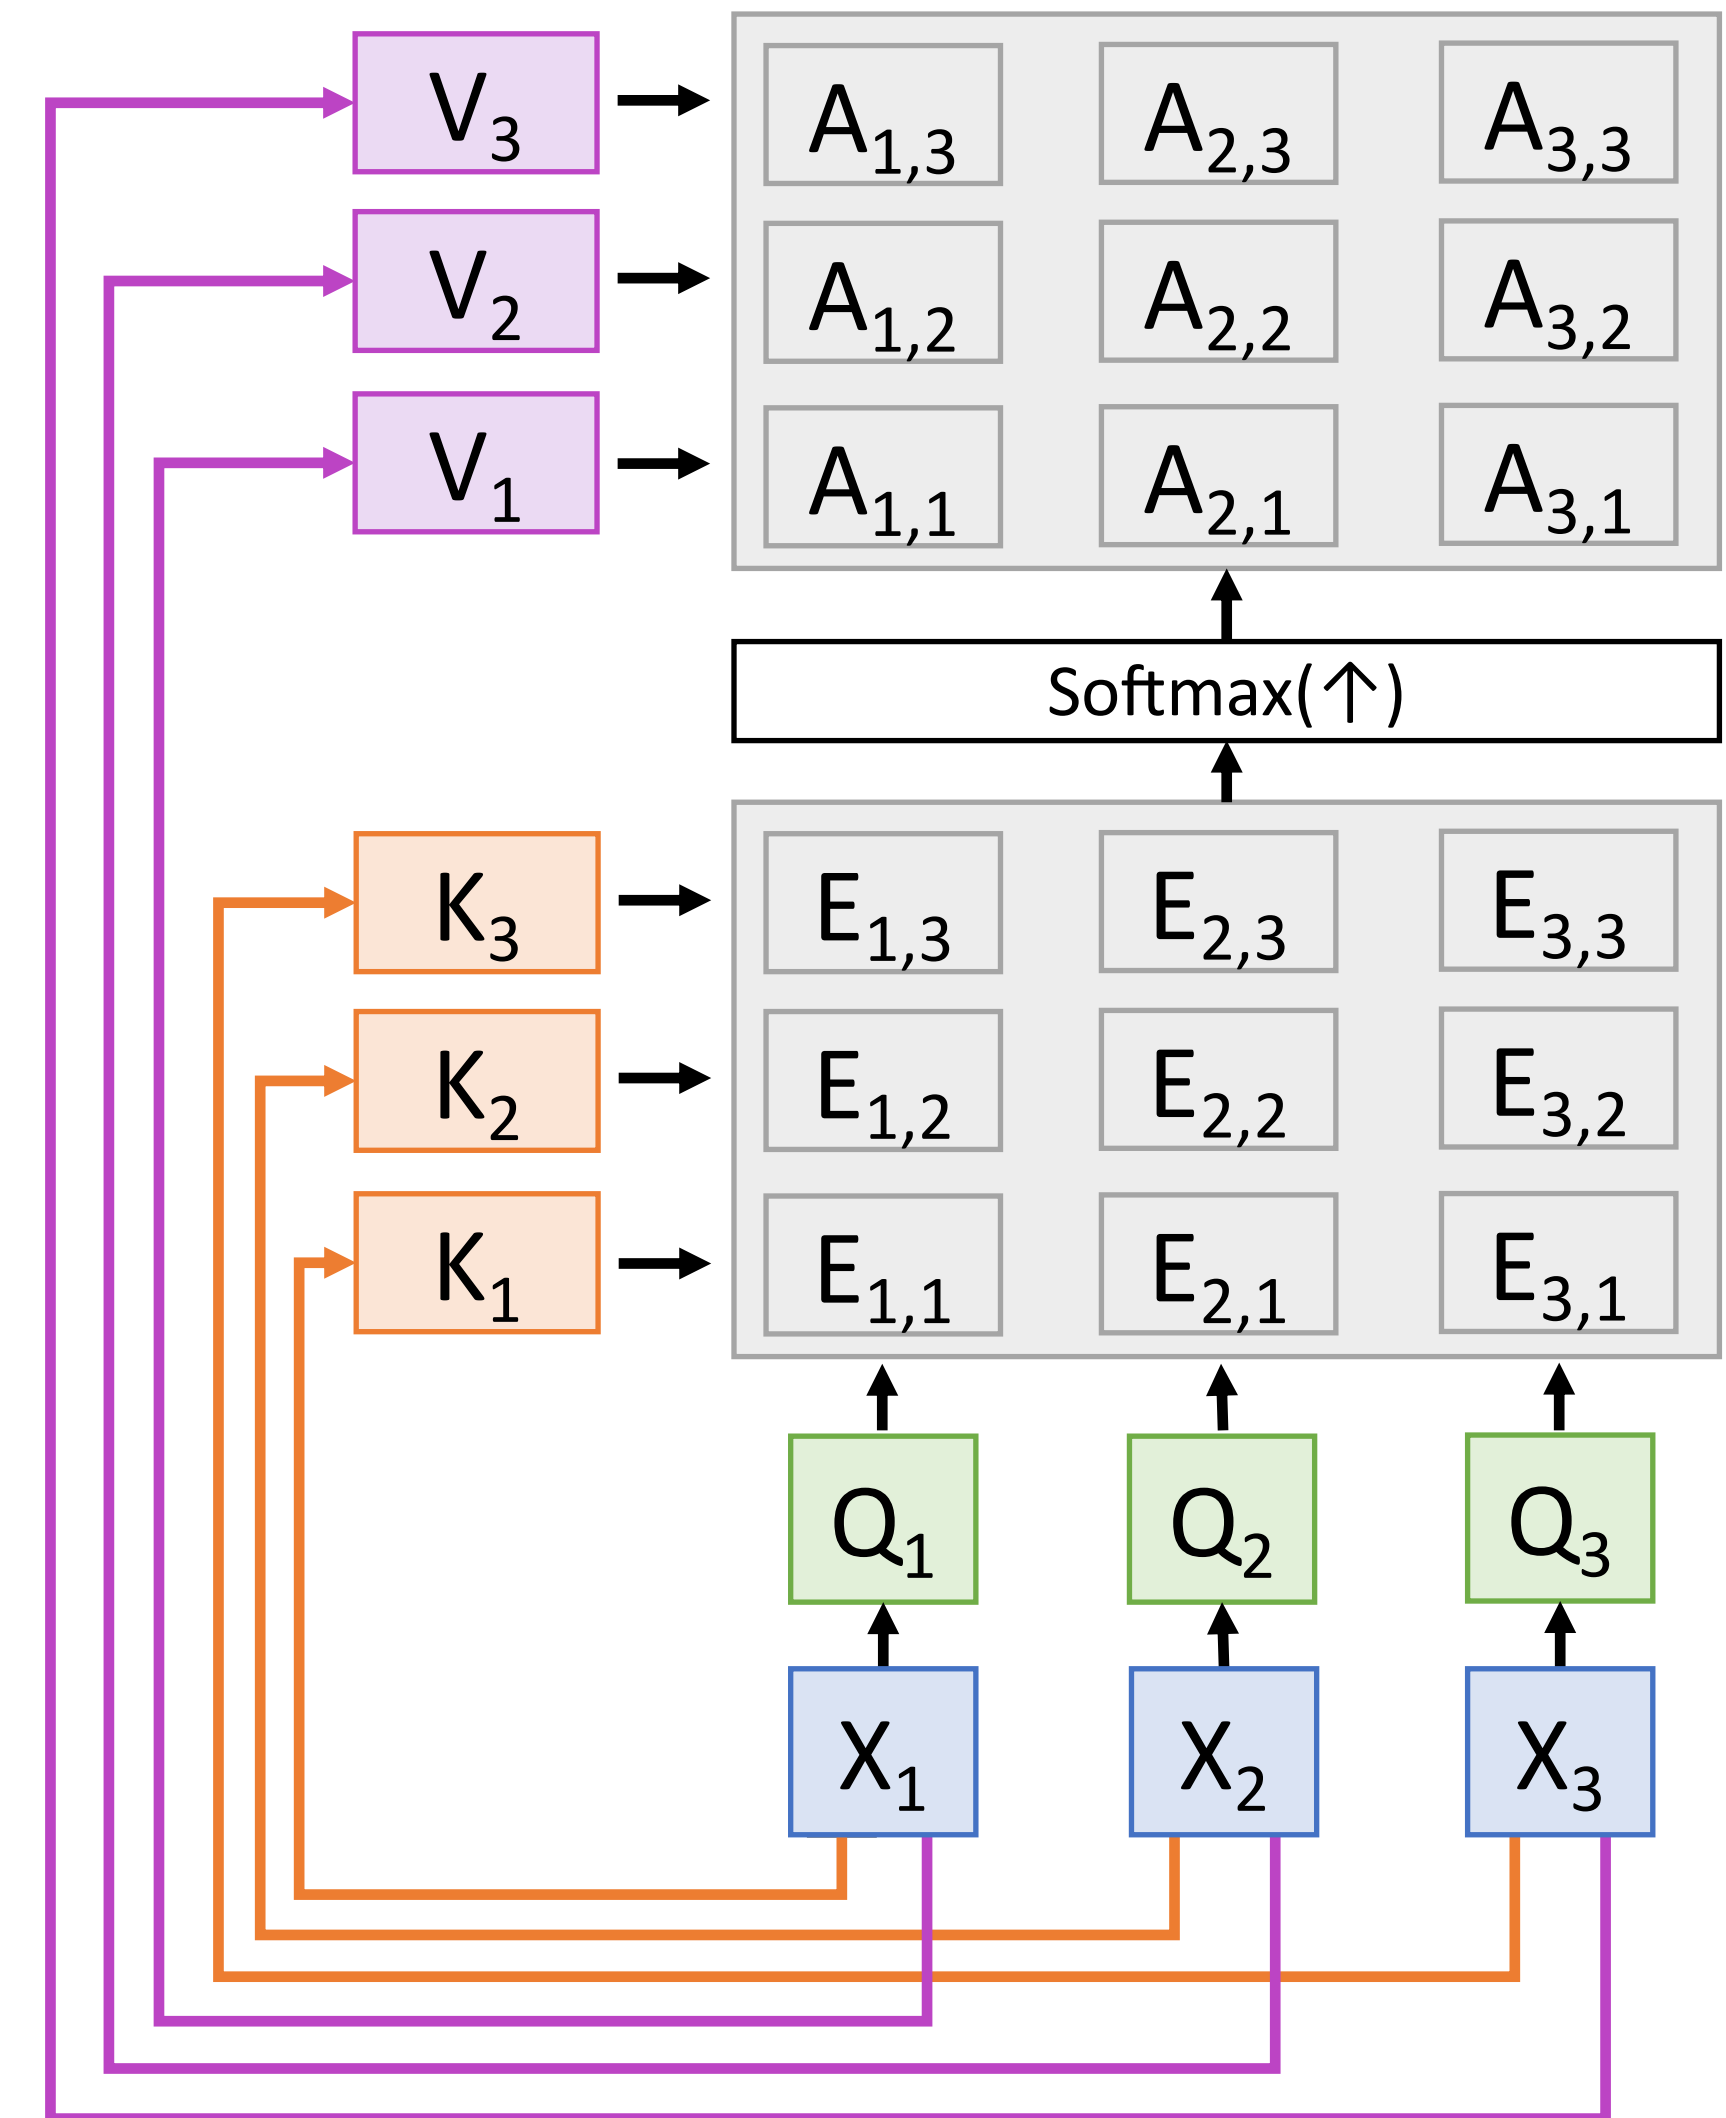 V₃ A₁,₃ A₂,₃ A₃,₃
V₂ A₁,₂ A₂,₂ A₃,₂
V₁ A₁,₁ A₂,₁ A₃,₁
Softmax(↑)
K₃ E₁,₃ E₂,₃ E₃,₃
K₂ E₁,₂ E₂,₂ E₃,₂
K₁ E₁,₁ E₂,₁ E₃,₁
Q₁ Q₂ Q₃
X₁ X₂ X₃